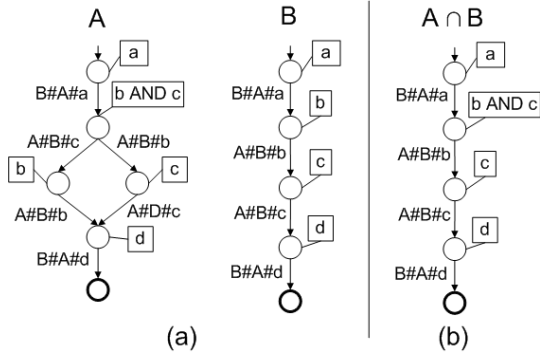 A B A ∩ B
a a a
B#A#a B#A#a B#A#a
b AND c b b AND c
A#B#c A#B#b A#B#b A#B#b
b c c c
A#B#b A#D#c A#B#c A#B#c
d d d
B#A#d B#A#d B#A#d
(a) (b)